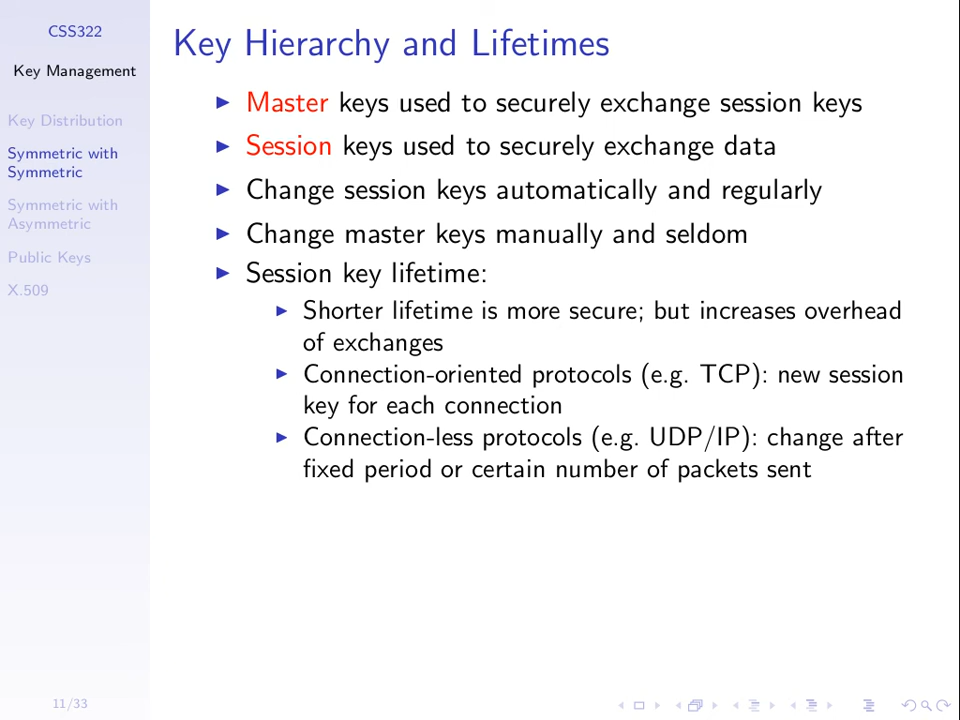 CSS322
Key Management
Key Distribution
Symmetric with
Symmetric
Symmetric with
Asymmetric
Public Keys
X.509
11/33
Key Hierarchy and Lifetimes
Master keys used to securely exchange session keys
Session keys used to securely exchange data
Change session keys automatically and regularly
Change master keys manually and seldom
Session key lifetime:
Shorter lifetime is more secure; but increases overhead
of exchanges
Connection-oriented protocols (e.g. TCP): new session
key for each connection
Connection-less protocols (e.g. UDP/IP): change after
fixed period or certain number of packets sent